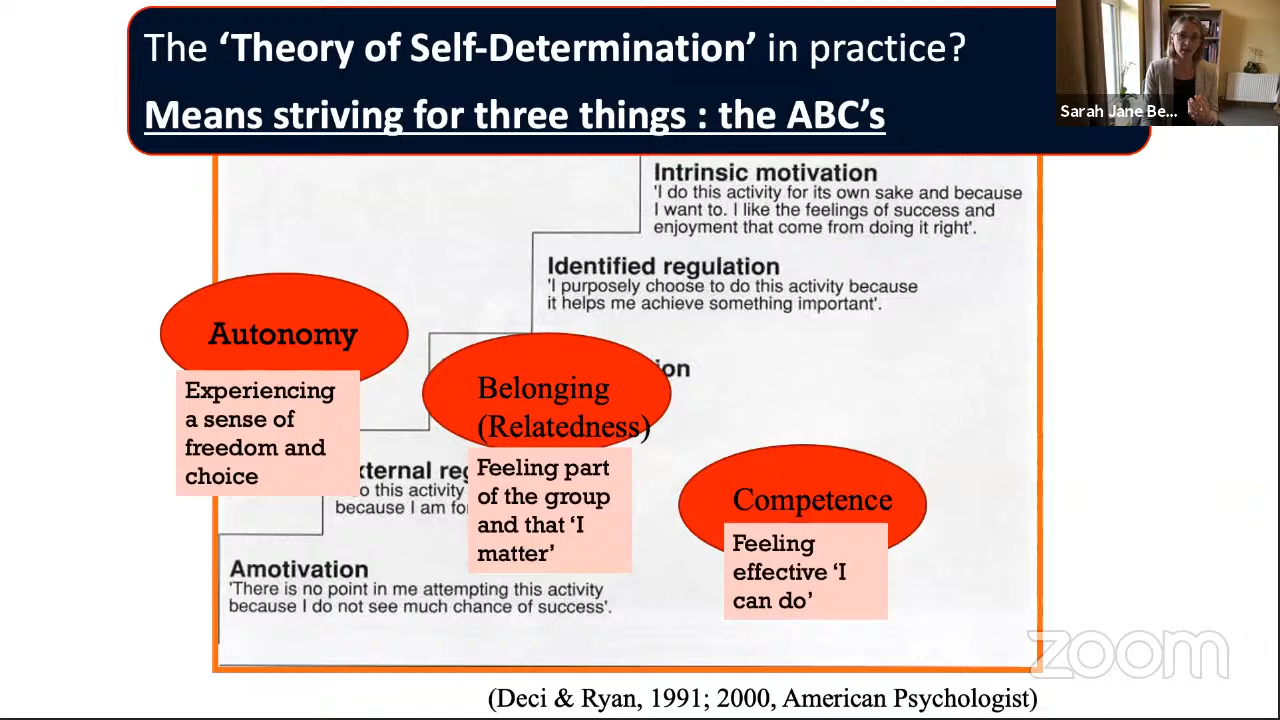 The ‘Theory of Self-Determination’ in practice?
Means striving for three things : the ABC’s
Sarah Jane Be...
Intrinsic motivation
'I do this activity for its own sake and because
I want to. I like the feelings of success and
enjoyment that come from doing it right'.
Identified regulation
'I purposely choose to do this activity because
it helps me achieve something important'.
Autonomy
Experiencing
a sense of
freedom and
choice
Belonging
(Relatedness)
Feeling part
of the group
and that ‘I
matter’
this activity
because I am
Competence
Feeling
effective ‘I
can do’
Amotivation
'There is no point in me attempting this activity
because I do not see much chance of success'.
zoom
(Deci & Ryan, 1991; 2000, American Psychologist)